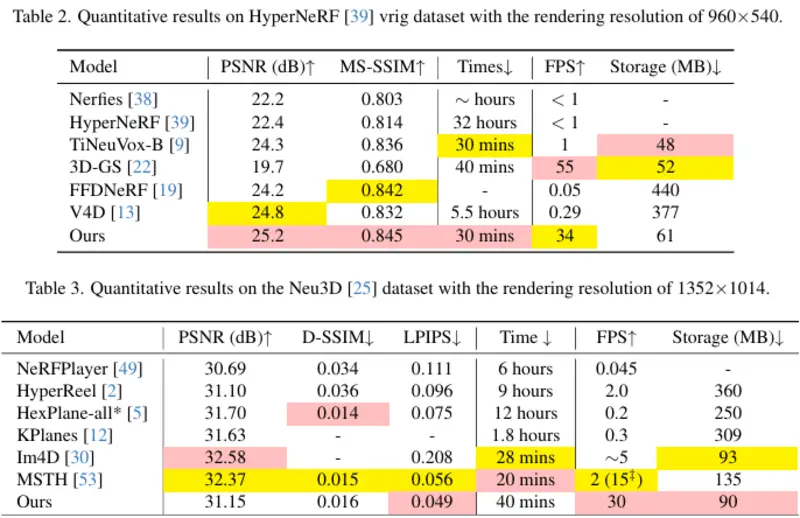 Table 2. Quantitative results on HyperNeRF [39] vrig dataset with the rendering resolution of 960×540.
Model PSNR (dB)↑ MS-SSIM↑ Times↓ FPS↑ Storage (MB)↓
Nerfies [38] 22.2 0.803 ∼ hours < 1 -
HyperNeRF [39] 22.4 0.814 32 hours < 1 -
TiNeuVox-B [9] 24.3 0.836 30 mins 1 48
3D-GS [22] 19.7 0.680 40 mins 55 52
FFDNeRF [19] 24.2 0.842 - 0.05 440
V4D [13] 24.8 0.832 5.5 hours 0.29 377
Ours 25.2 0.845 30 mins 34 61
Table 3. Quantitative results on the Neu3D [25] dataset with the rendering resolution of 1352×1014.
Model PSNR (dB)↑ D-SSIM↓ LPIPS↓ Time ↓ FPS↑ Storage (MB)↓
NeRFPlayer [49] 30.69 0.034 0.111 6 hours 0.045 -
HyperReel [2] 31.10 0.036 0.096 9 hours 2.0 360
HexPlane-all* [5] 31.70 0.014 0.075 12 hours 0.2 250
KPlanes [12] 31.63 - - 1.8 hours 0.3 309
Im4D [30] 32.58 - 0.208 28 mins ∼5 93
MSTH [53] 32.37 0.015 0.056 20 mins 2 (15‡) 135
Ours 31.15 0.016 0.049 40 mins 30 90